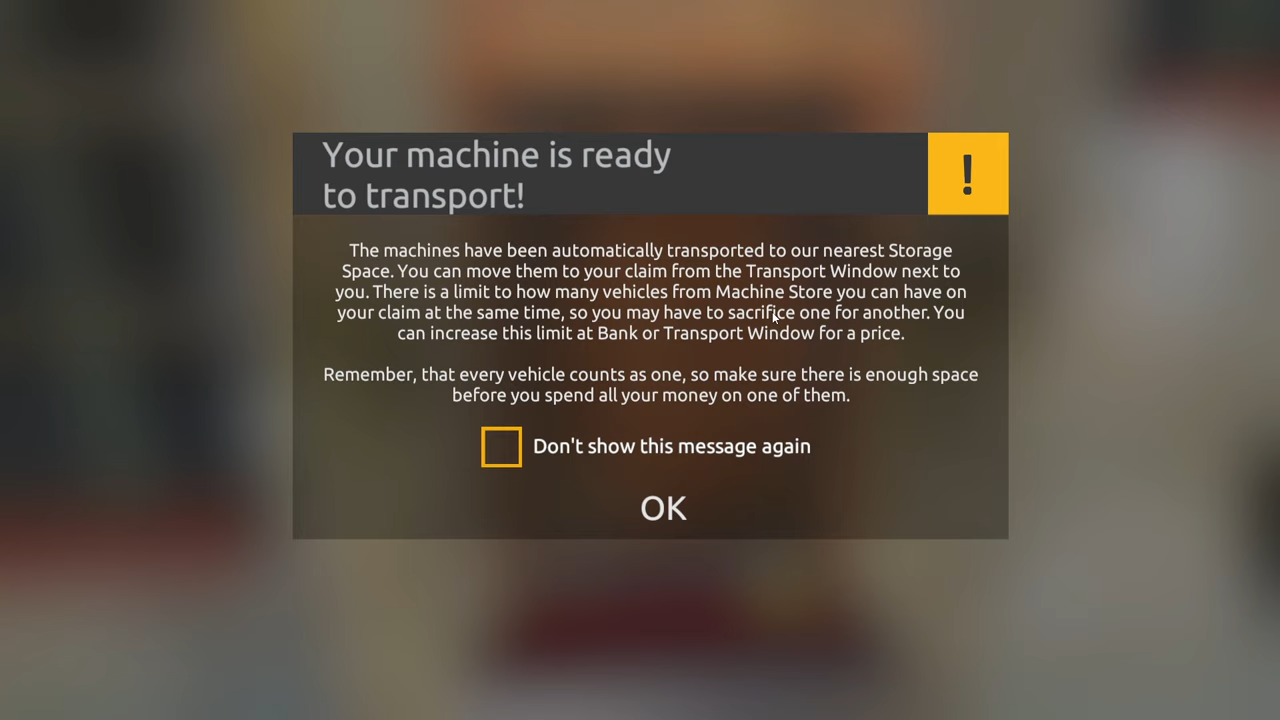 Your machine is ready
to transport!
!
The machines have been automatically transported to our nearest Storage
Space. You can move them to your claim from the Transport Window next to
you. There is a limit to how many vehicles from Machine Store you can have on
your claim at the same time, so you may have to sacrifice one for another. You
can increase this limit at Bank or Transport Window for a price.
Remember, that every vehicle counts as one, so make sure there is enough space
before you spend all your money on one of them.
Don't show this message again
OK